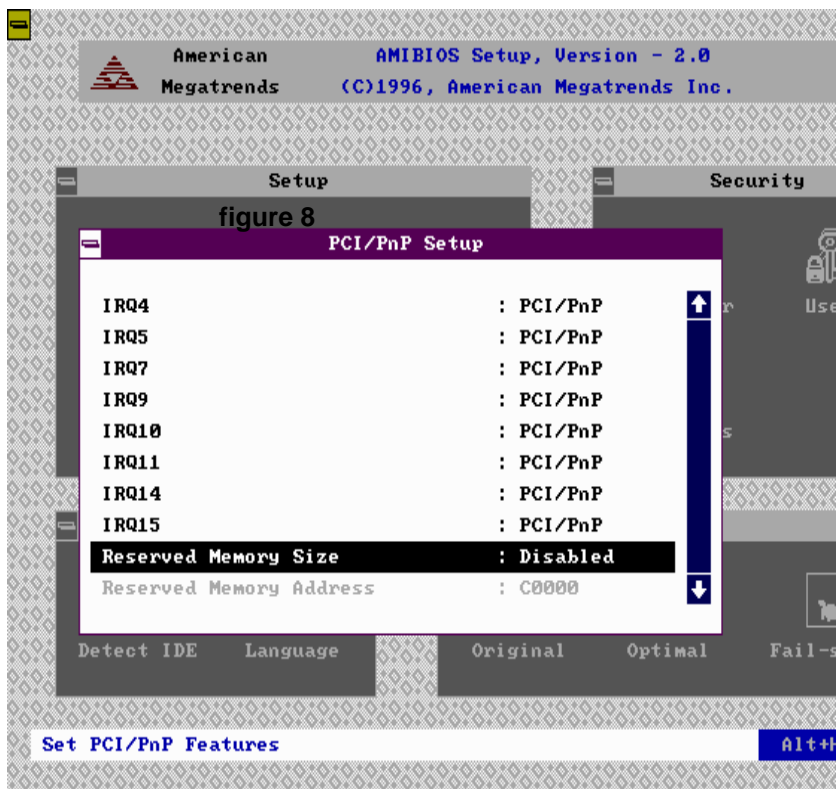 American AMIBIOS Setup, Version - 2.0
Megatrends (C)1996, American Megatrends Inc.
Setup Security
figure 8
PCI/PnP Setup
IRQ4 : PCI/PnP
IRQ5 : PCI/PnP
IRQ7 : PCI/PnP
IRQ9 : PCI/PnP
IRQ10 : PCI/PnP
IRQ11 : PCI/PnP
IRQ14 : PCI/PnP
IRQ15 : PCI/PnP
Reserved Memory Size : Disabled
Reserved Memory Address : C0000
Detect IDE Language Original Optimal
Set PCI/PnP Features